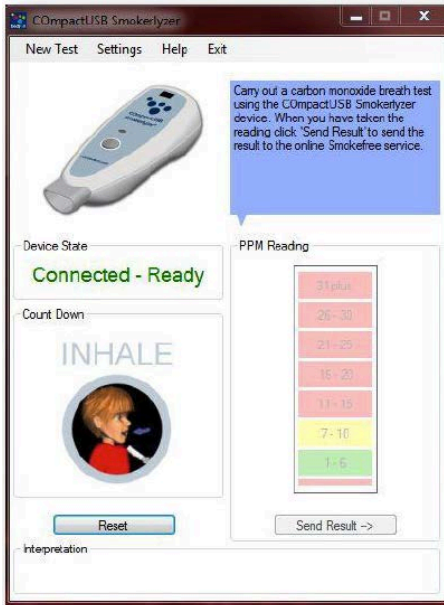 COmpactUSB Smokerlyzer
New Test Settings Help Exit
Carry out a carbon monoxide breath test
using the COmpactUSB Smokerlyzer
device. When you have taken the
reading click 'Send Result' to send the
result to the online Smokefree service.
Device State
Connected - Ready
PPM Reading
31 plus
26 - 30
21 - 25
16 - 20
11 - 15
7 - 10
1 - 6
Count Down
INHALE
Reset
Send Result -->
Interpretation